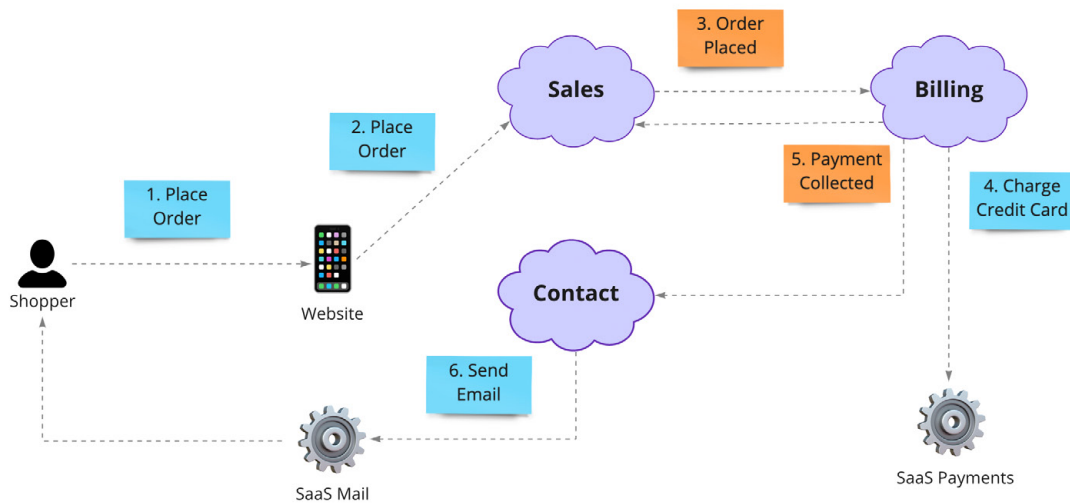 3. Order
Placed
Sales
Billing
2. Place
Order
5. Payment
Collected
1. Place
Order
4. Charge
Credit Card
Shopper
Website
Contact
6. Send
Email
SaaS Mail
SaaS Payments